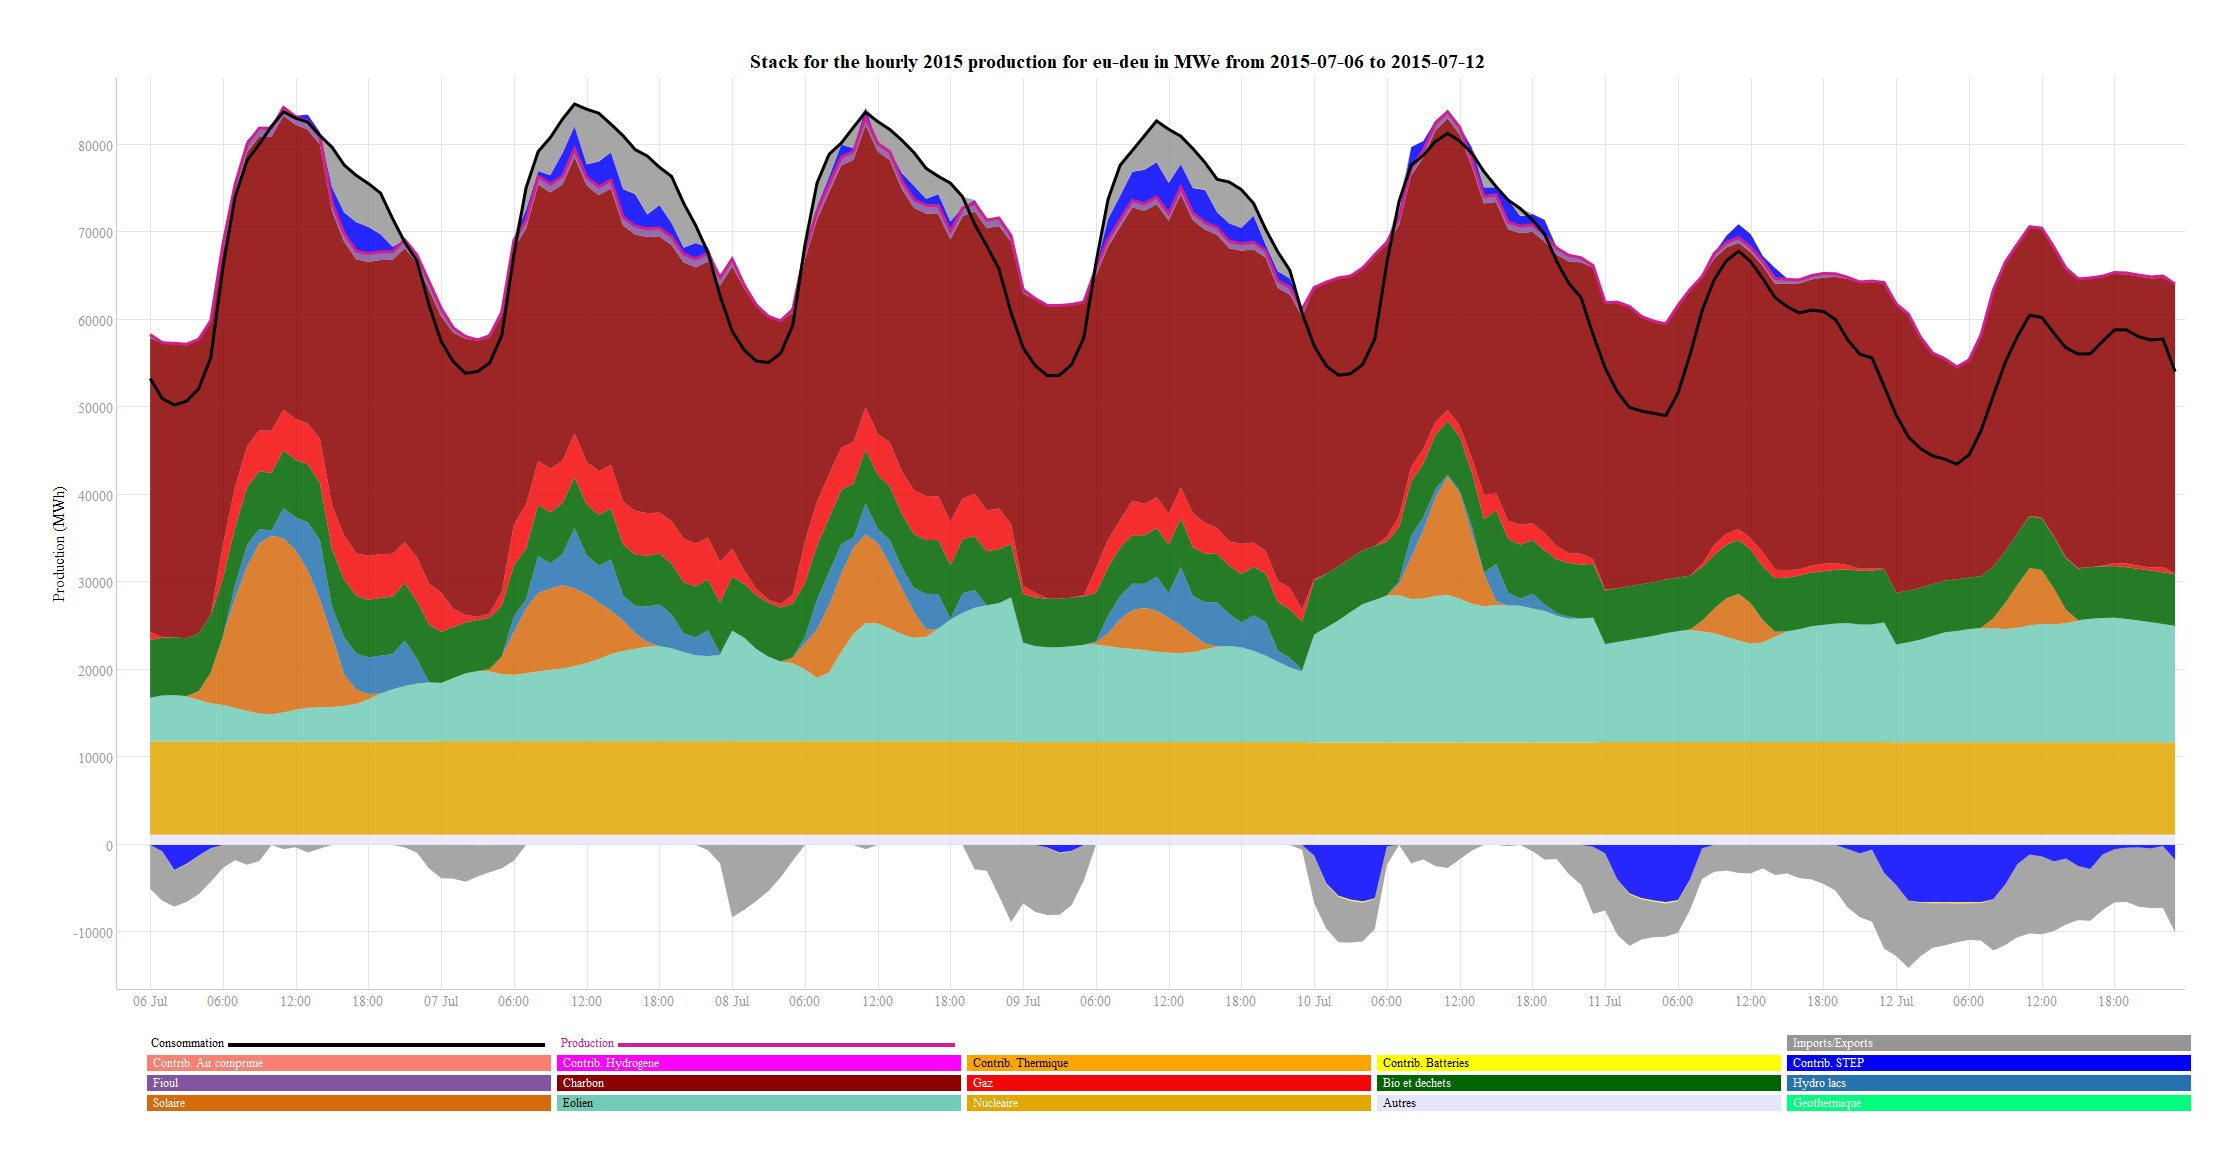 Stack for the hourly 2015 production for eu-deu in MWe from 2015-07-06 to 2015-07-12
Production (MWh)
80000
70000
60000
50000
40000
30000
20000
10000
0
-10000
06 Jul 06:00 12:00 18:00 07 Jul 06:00 12:00 18:00 08 Jul 06:00 12:00 18:00 09 Jul 06:00 12:00 18:00 10 Jul 06:00 12:00 18:00 11 Jul 06:00 12:00 18:00 12 Jul 06:00 12:00 18:00
Consommation Production Imports/Exports
Contrib. Air comprime Contrib. Hydrogene Contrib. Thermique Contrib. Batteries Contrib. STEP
Fioul Charbon Gaz Bio et dechets Hydro lacs
Solaire Eolien Nucleaire Autres Geothermique